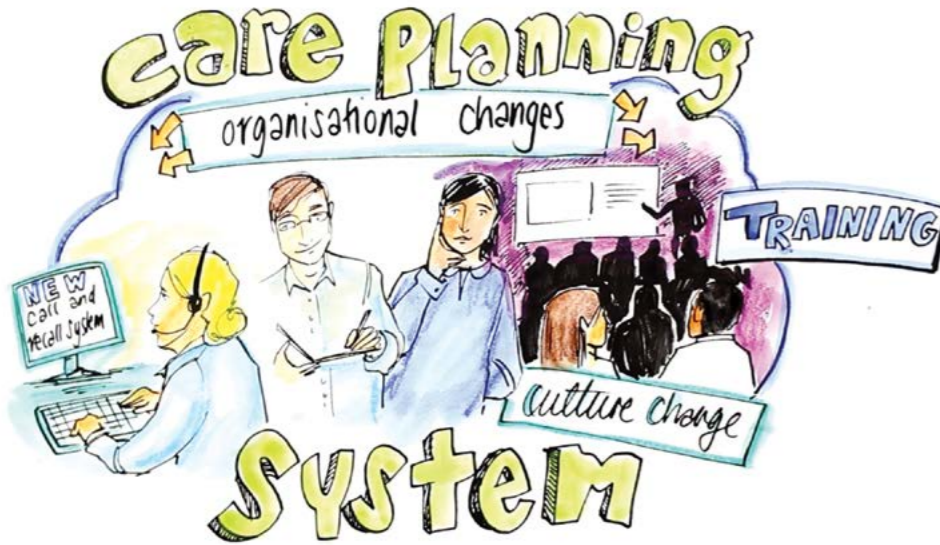 Care Planning
organisational changes
TRAINING
NEW
call and
recall system
culture change
System